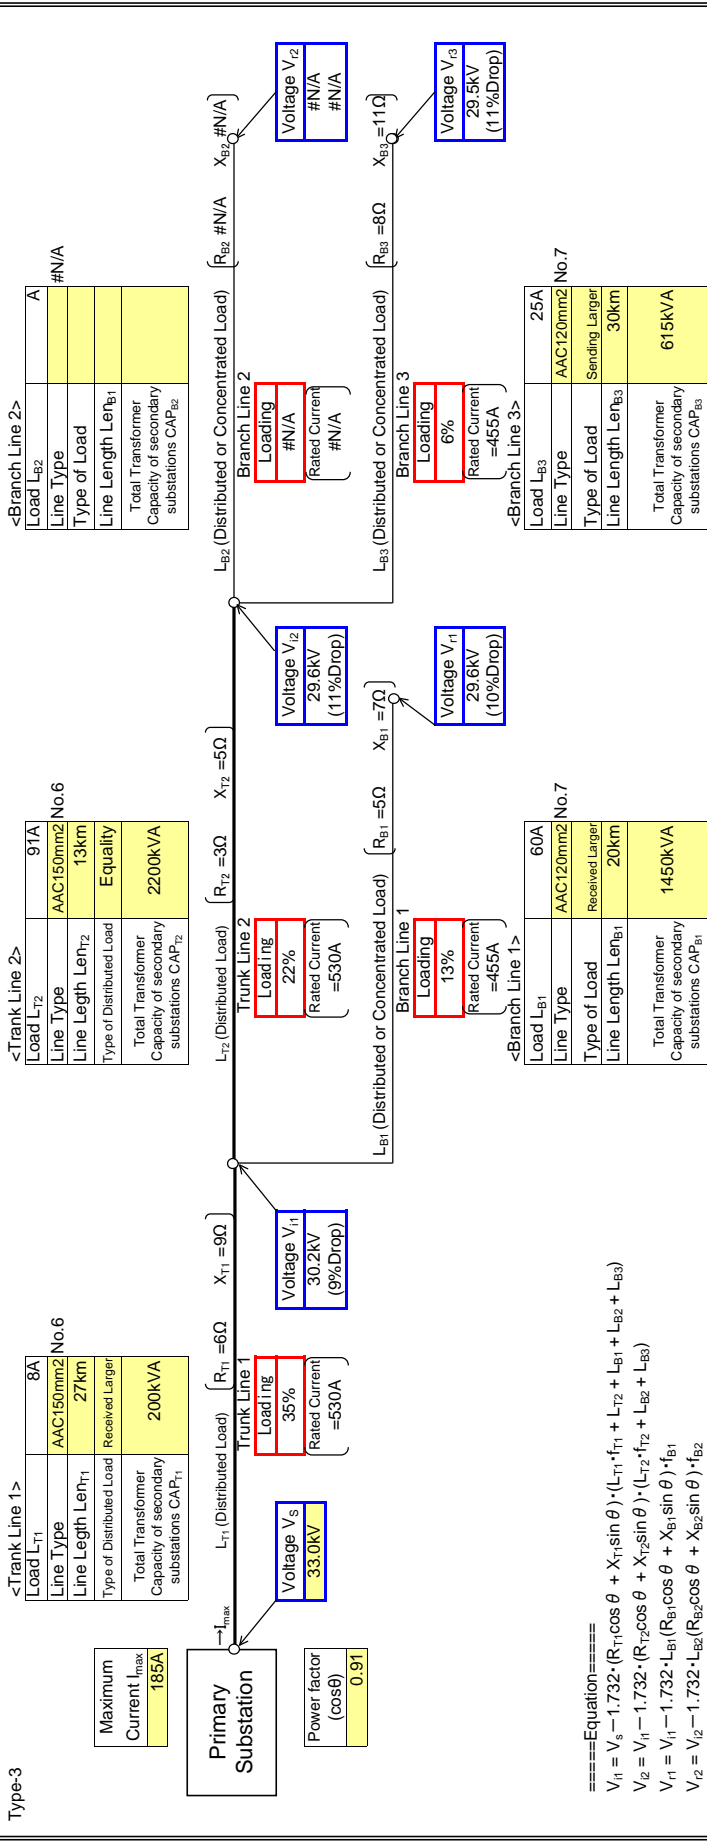 Type-3
Maximum
Current Imax
185A
Primary
Substation
Power factor
(cosθ)
0.91
→Imax
Voltage VS
33.0kV
<Trank Line 1>
Load LT1 8A
Line Type AAC150mm2 No.6
Line Legth LenT1 27km
Type of Distributed Load Received Larger
Total Transformer
Capacity of secondary
substations CAPT1
200kVA
LT1 (Distributed Load) RT1 =6Ω XT1 =9Ω
Trunk Line 1
Loading
35%
Rated Current
=530A
Voltage Vi1
30.2kV
(9%Drop)
<Trank Line 2>
Load LT2 91A
Line Type AAC150mm2 No.6
Line Legth LenT2 13km
Type of Distributed Load Equality
Total Transformer
Capacity of secondary
substations CAPT2
2200kVA
LT2 (Distributed Load) RT2 =3Ω XT2 =5Ω
Trunk Line 2
Loading
22%
Rated Current
=530A
Voltage Vi2
29.6kV
(11%Drop)
LB1 (Distributed or Concentrated Load) RB1 =5Ω XB1 =7Ω
Branch Line 1
Loading
13%
Rated Current
=455A
Voltage Vr1
29.6kV
(10%Drop)
<Branch Line 1>
Load LB1 60A
Line Type AAC120mm2 No.7
Type of Load Received Larger
Line Length LenB1 20km
Total Transformer
Capacity of secondary
substations CAPB1
1450kVA
<Branch Line 2>
Load LB2 A
Line Type #N/A
Type of Load
Line Length LenB1
Total Transformer
Capacity of secondary
substations CAPB2
LB2 (Distributed or Concentrated Load) RB2 #N/A XB2 #N/A
Branch Line 2
Loading
#N/A
Rated Current
#N/A
Voltage Vr2
#N/A
#N/A
LB3 (Distributed or Concentrated Load) RB3 =8Ω XB3 =11Ω
Branch Line 3
Loading
6%
Rated Current
=455A
Voltage Vr3
29.5kV
(11%Drop)
<Branch Line 3>
Load LB3 25A
Line Type AAC120mm2 No.7
Type of Load Sending Larger
Line Length LenB3 30km
Total Transformer
Capacity of secondary
substations CAPB3
615kVA
=====Equation=====
Vi1 = Vs－1.732･(RT1cos θ + XT1sin θ)･(LT1･fT1 + LT2 + LB1 + LB2 + LB3)
Vi2 = Vi1－1.732･(RT2cos θ + XT2sin θ)･(LT2･fT2 + LB2 + LB3)
Vr1 = Vi1－1.732･LB1(RB1cos θ + XB1sin θ)･fB1
Vr2 = Vi2－1.732･LB2(RB2cos θ + XB2sin θ)･fB2